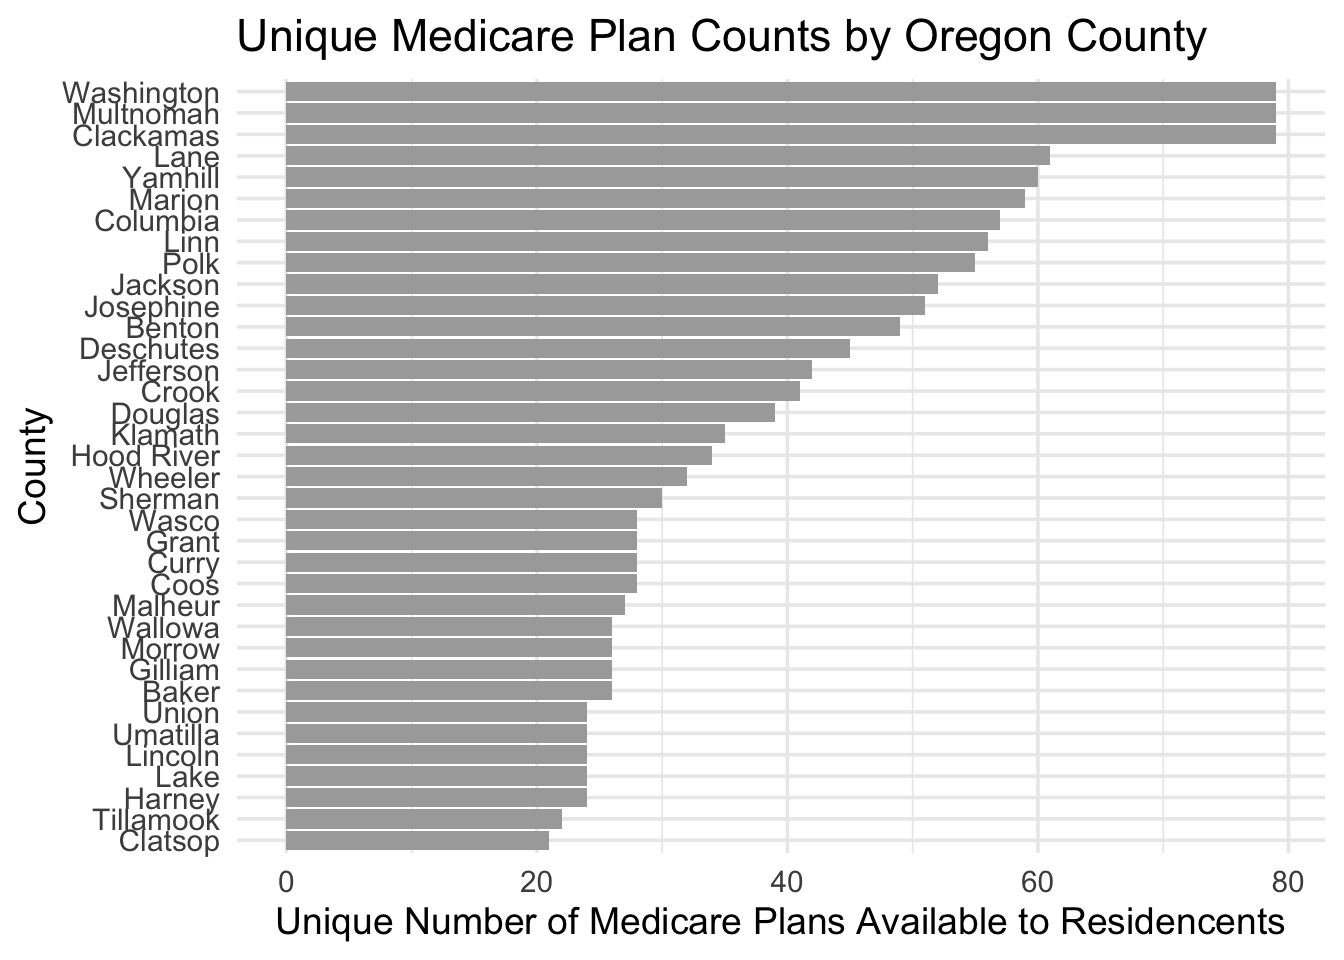 Unique Medicare Plan Counts by Oregon County
Washington
Multnomah
Clackamas
Lane
Yamhill
Marion
Columbia
Linn
Polk
Jackson
Josephine
Benton
Deschutes
Jefferson
Crook
Douglas
Klamath
Hood River
Wheeler
Sherman
Wasco
Grant
Curry
Coos
Malheur
Wallowa
Morrow
Gilliam
Baker
Union
Umatilla
Lincoln
Lake
Harney
Tillamook
Clatsop
County
0 20 40 60 80
Unique Number of Medicare Plans Available to Residencents